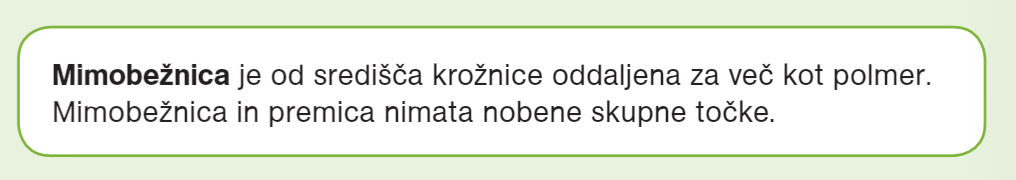 Mimobežnica je od središča krožnice oddaljena za več kot polmer.
Mimobežnica in premica nimata nobene skupne točke.